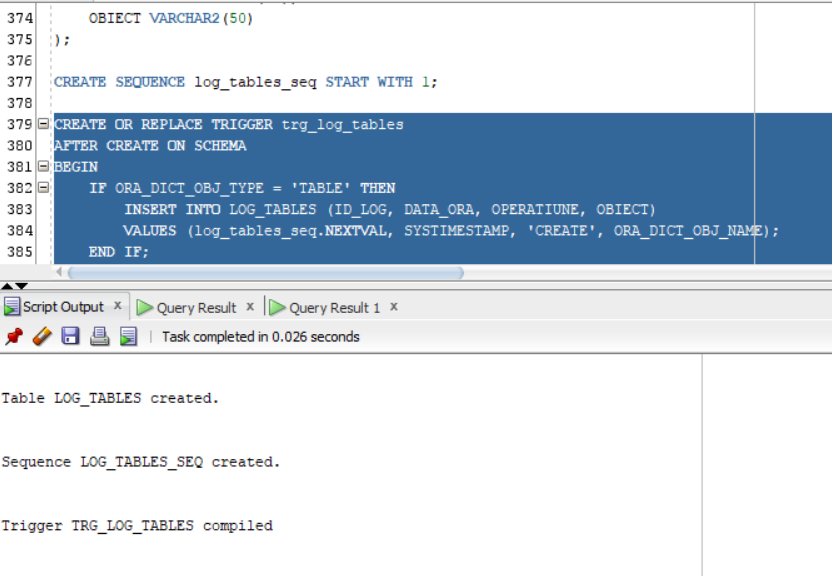 374 OBIECT VARCHAR2(50)
375 );
376
377 CREATE SEQUENCE log_tables_seq START WITH 1;
378
379 CREATE OR REPLACE TRIGGER trg_log_tables
380 AFTER CREATE ON SCHEMA
381 BEGIN
382 IF ORA_DICT_OBJ_TYPE = 'TABLE' THEN
383 INSERT INTO LOG_TABLES (ID_LOG, DATA_ORA, OPERATIUNE, OBIECT)
384 VALUES (log_tables_seq.NEXTVAL, SYSTIMESTAMP, 'CREATE', ORA_DICT_OBJ_NAME);
385 END IF;
Script Output x Query Result x Query Result 1 x
Task completed in 0.026 seconds
Table LOG_TABLES created.
Sequence LOG_TABLES_SEQ created.
Trigger TRG_LOG_TABLES compiled